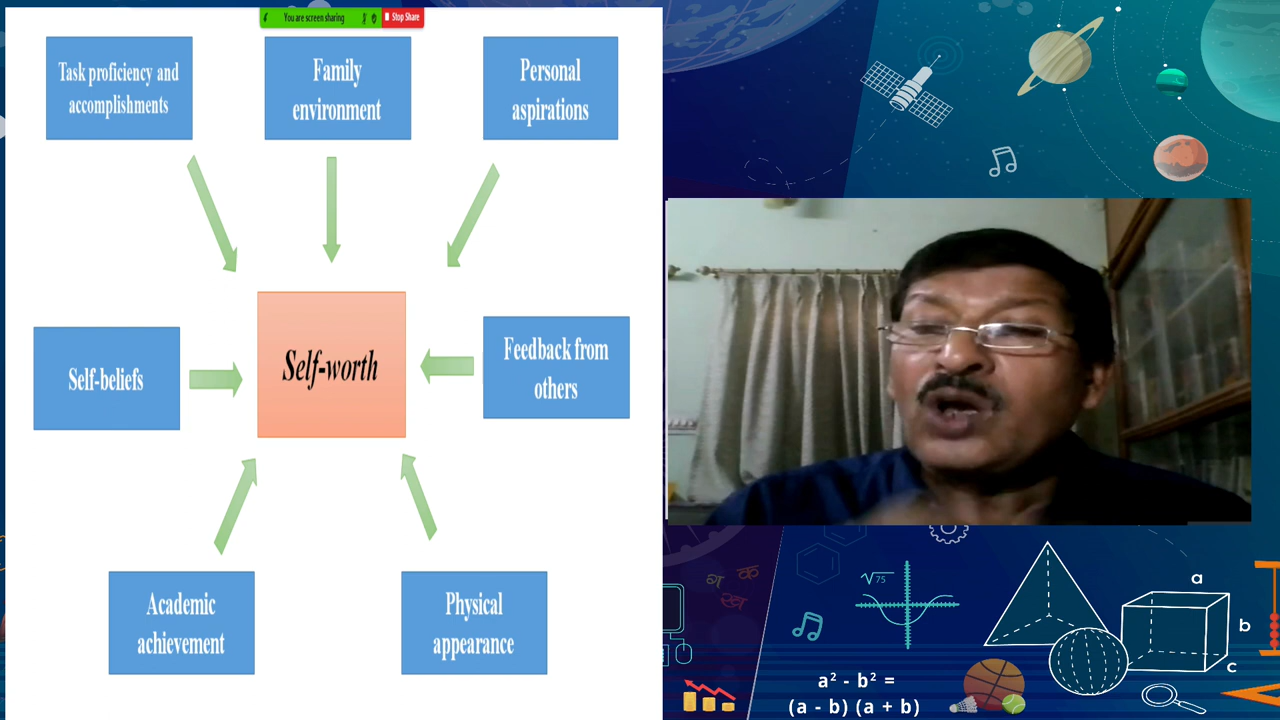 You are screen sharing
Stop Share
Task proficiency and
accomplishments
Family
environment
Personal
aspirations
Self-beliefs
Self-worth
Feedback from
others
Academic
achievement
Physical
appearance
ग क
ख
√75
a
b
c
a² - b² =
(a - b) (a + b)